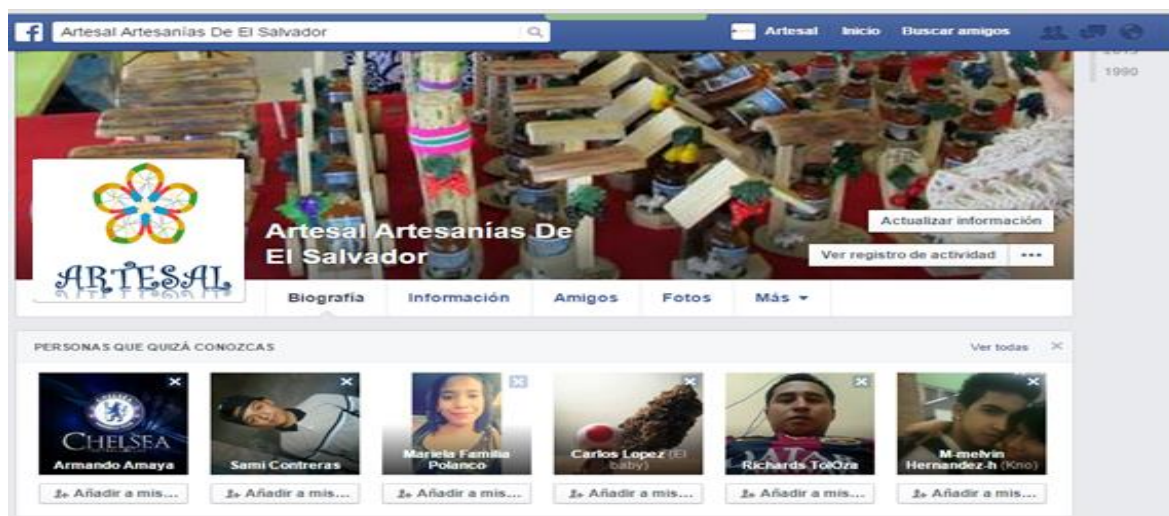 Artesal Artesanías De El Salvador
Artesal Inicio Buscar amigos
1990
Artesal Artesanías De
El Salvador
Actualizar información
Ver registro de actividad
ARTESAL
Biografía Información Amigos Fotos Más
PERSONAS QUE QUIZÁ CONOZCAS Ver todas
CHELSEA
Armando Amaya
Sami Contreras
Mariela Familia
Polanco
Carlos Lopez (El
baby)
Richards TolOza
M-melvin
Hernandez-h (Kno)
Añadir a mis... Añadir a mis... Añadir a mis... Añadir a mis... Añadir a mis... Añadir a mis...